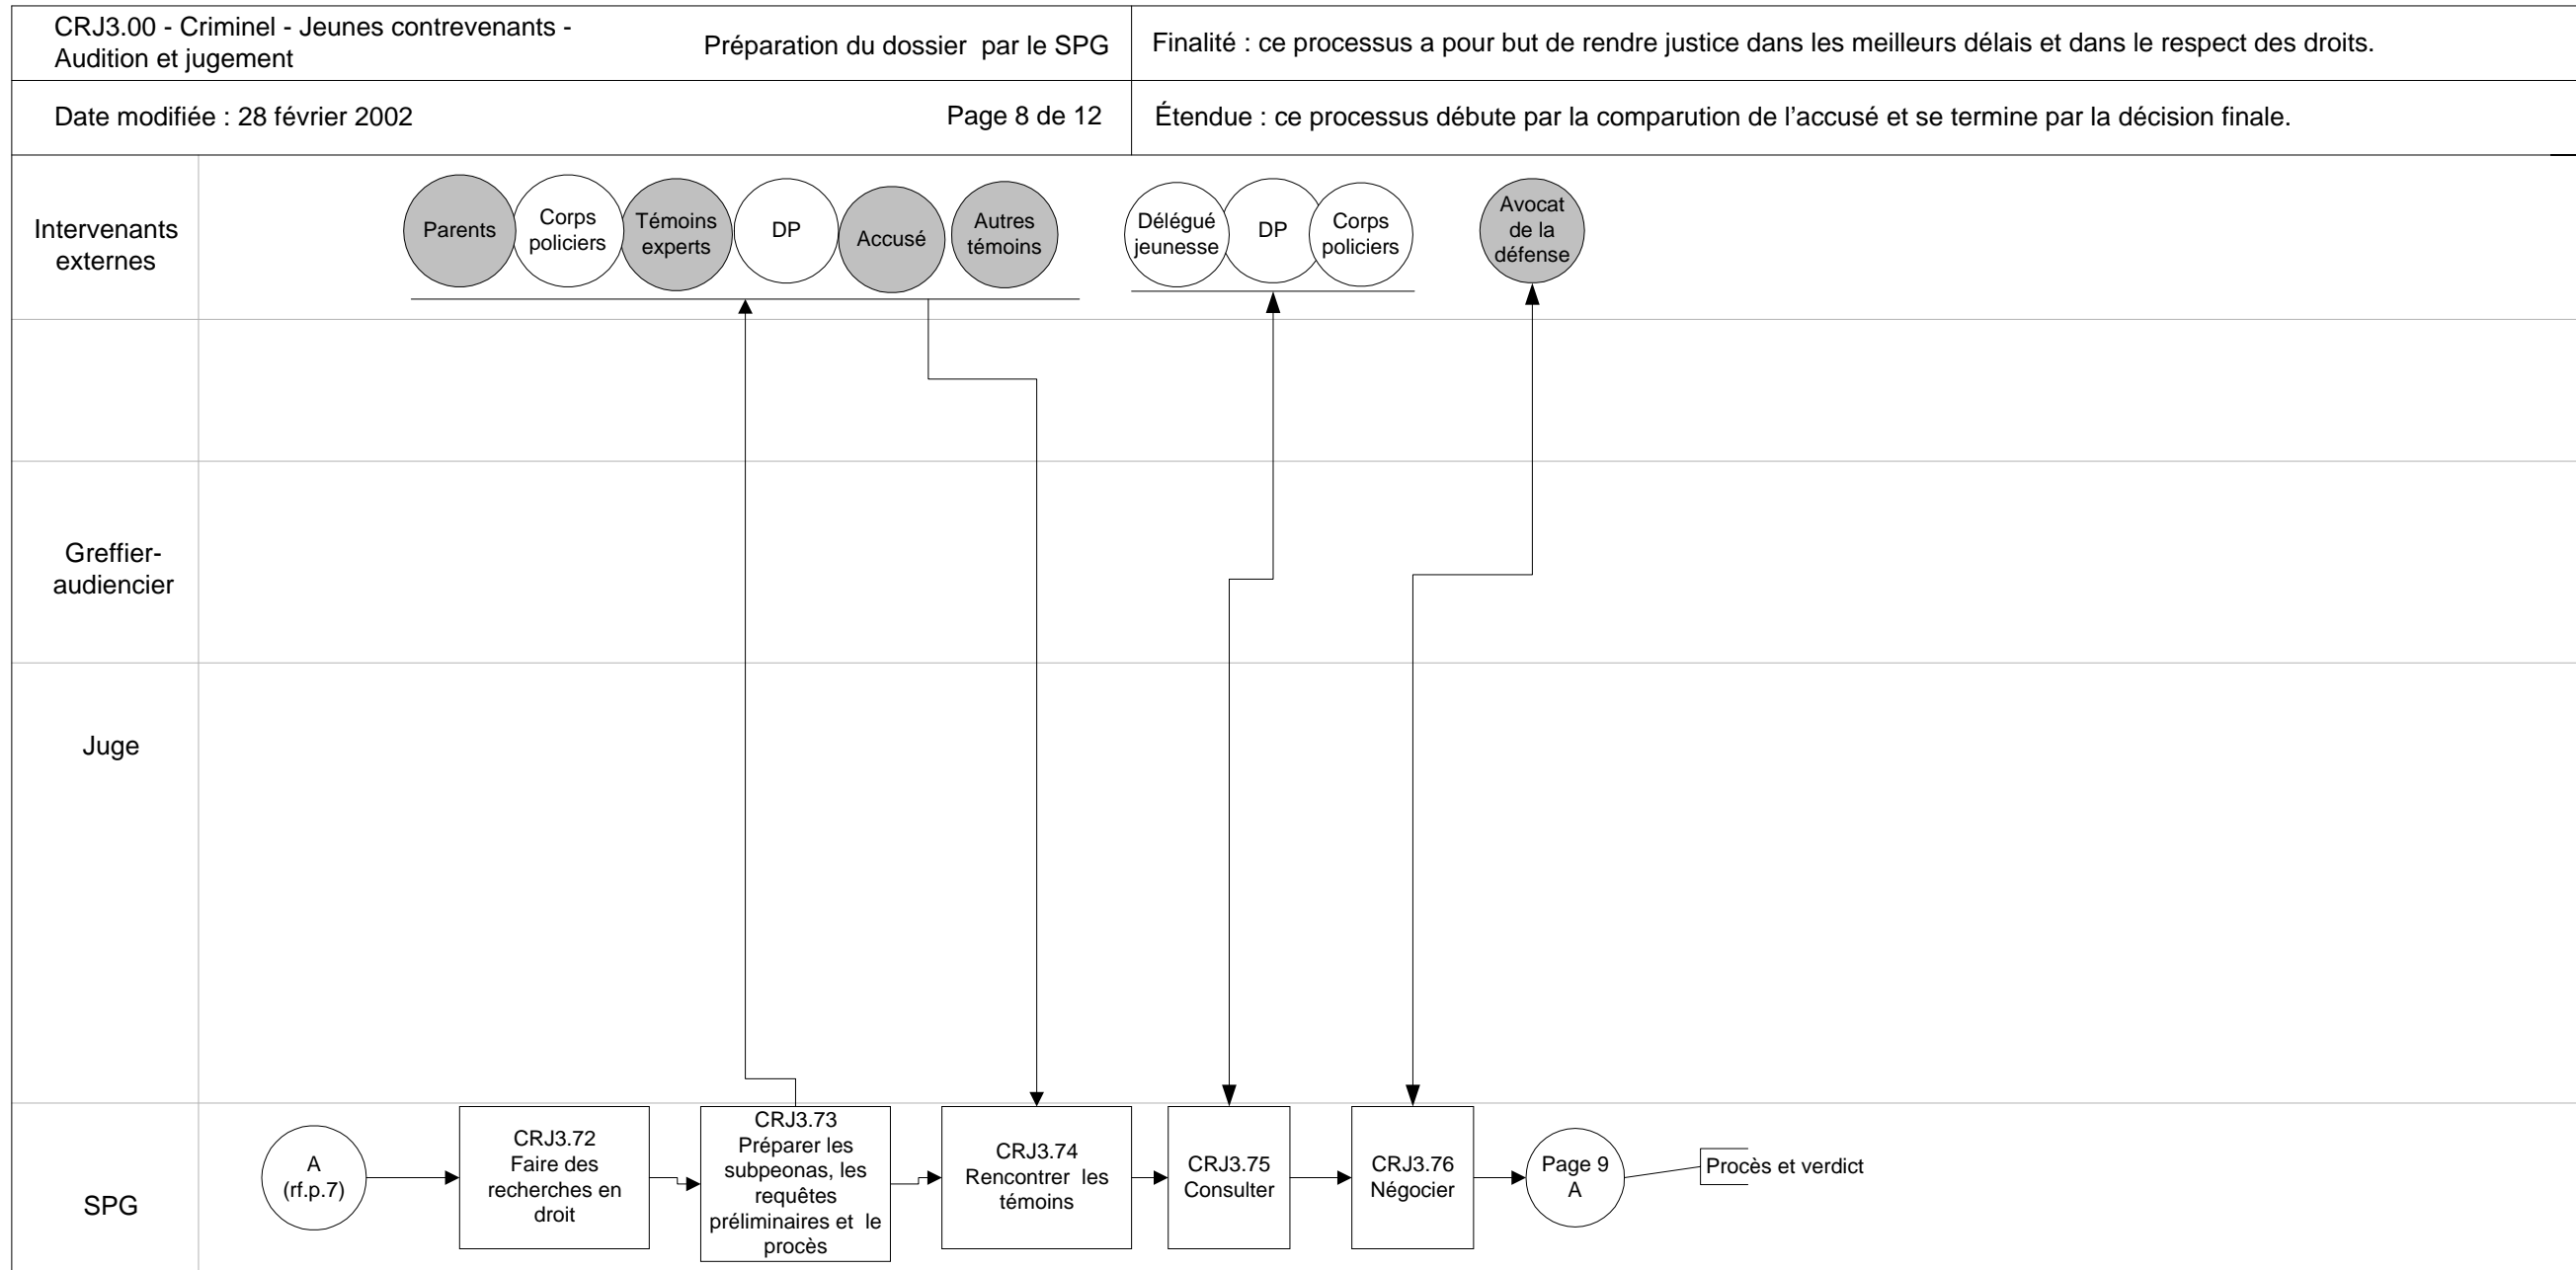 CRJ3.00 - Criminel - Jeunes contrevenants -
Audition et jugement
Préparation du dossier par le SPG
Finalité : ce processus a pour but de rendre justice dans les meilleurs délais et dans le respect des droits.
Date modifiée : 28 février 2002
Page 8 de 12
Étendue : ce processus débute par la comparution de l'accusé et se termine par la décision finale.
Intervenants
externes
Parents
Corps
policiers
Témoins
experts
DP
Accusé
Autres
témoins
Délégué
jeunesse
DP
Corps
policiers
Avocat
de la
défense
Greffier-
audiencier
Juge
SPG
A
(rf.p.7)
CRJ3.72
Faire des
recherches en
droit
CRJ3.73
Préparer les
subpeonas, les
requêtes
préliminaires et le
procès
CRJ3.74
Rencontrer les
témoins
CRJ3.75
Consulter
CRJ3.76
Négocier
Page 9
A
Procès et verdict